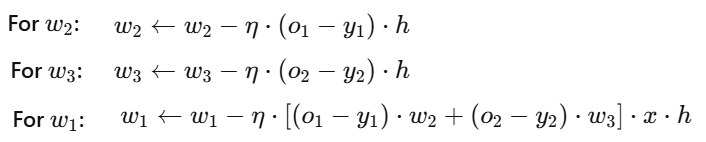 For w₂: w₂ ← w₂ − η · (o₁ − y₁) · h
For w₃: w₃ ← w₃ − η · (o₂ − y₂) · h
For w₁: w₁ ← w₁ − η · [(o₁ − y₁) · w₂ + (o₂ − y₂) · w₃] · x · h